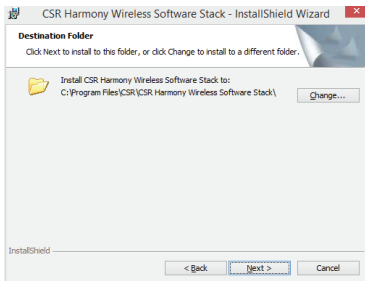 CSR Harmony Wireless Software Stack - InstallShield Wizard
Destination Folder
Click Next to install to this folder, or click Change to install to a different folder.
Install CSR Harmony Wireless Software Stack to:
C:\Program Files\CSR\CSR Harmony Wireless Software Stack\
Change...
InstallShield
< Back
Next >
Cancel